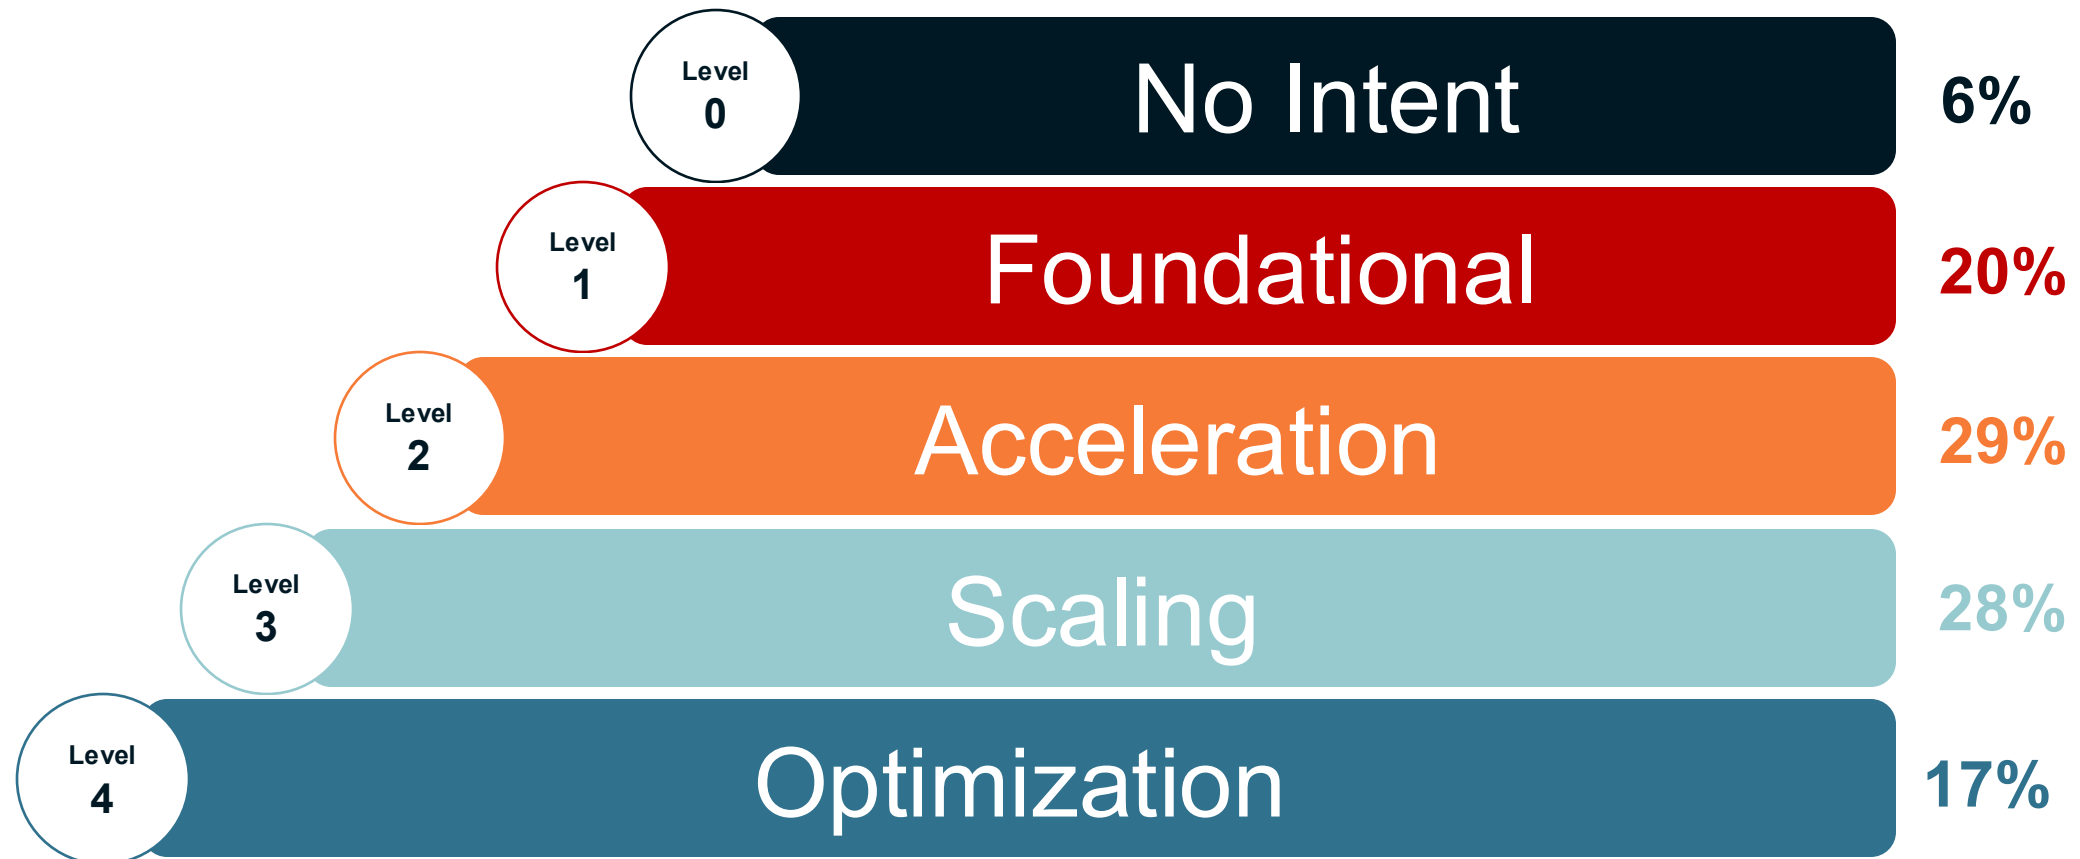 Level
0
No Intent
6%
Level
1
Foundational
20%
Level
2
Acceleration
29%
Level
3
Scaling
28%
Level
4
Optimization
17%